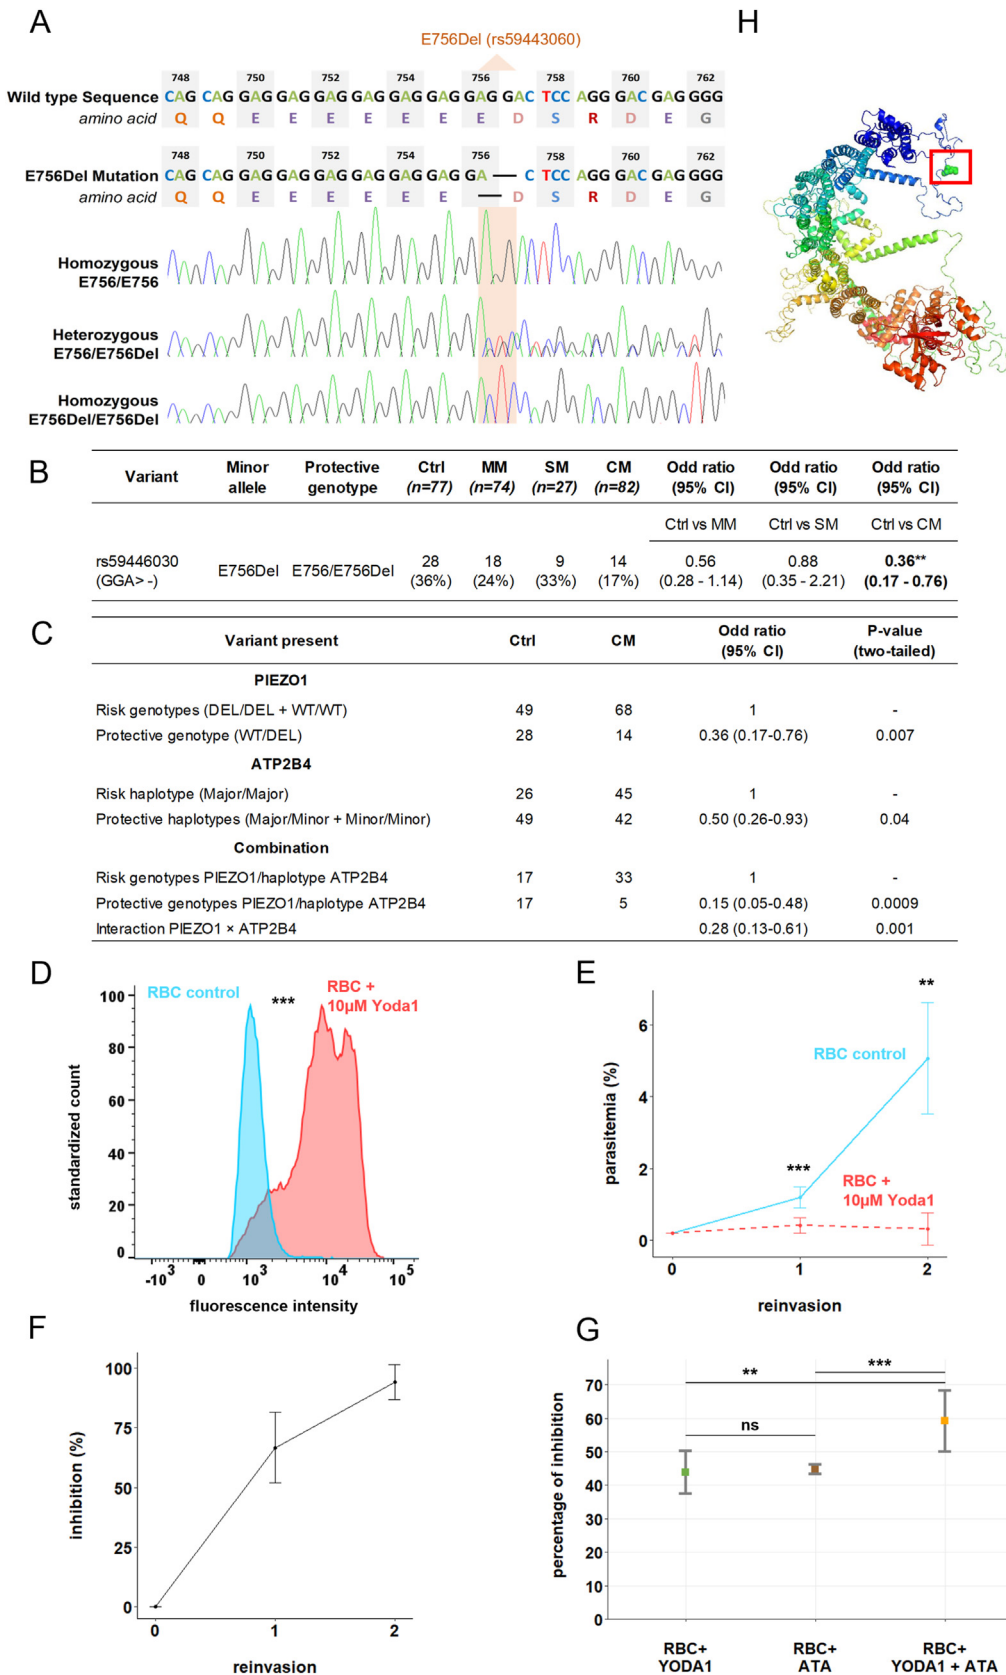 A
H
E756Del (rs59443060)
748 750 752 754 756 758 760 762
Wild type Sequence CAG CAG GAG GAG GAG GAG GAG GAG GAG GAC TCC AGG GAC GAG GGG
amino acid Q Q E E E E E E E D S R D E G
748 750 752 754 756 758 760 762
E756Del Mutation CAG CAG GAG GAG GAG GAG GAG GAG GA — C TCC AGG GAC GAG GGG
amino acid Q Q E E E E E E — D S R D E G
Homozygous
E756/E756
Heterozygous
E756/E756Del
Homozygous
E756Del/E756Del
B
Variant Minor allele Protective genotype Ctrl (n=77) MM (n=74) SM (n=27) CM (n=82) Odd ratio (95% CI) Odd ratio (95% CI) Odd ratio (95% CI)
Ctrl vs MM Ctrl vs SM Ctrl vs CM
rs59446030 28 18 9 14 0.56 0.88 0.36**
(GGA> -) E756Del E756/E756Del (36%) (24%) (33%) (17%) (0.28 - 1.14) (0.35 - 2.21) (0.17 - 0.76)
C
Variant present Ctrl CM Odd ratio (95% CI) P-value (two-tailed)
PIEZO1
Risk genotypes (DEL/DEL + WT/WT) 49 68 1 -
Protective genotype (WT/DEL) 28 14 0.36 (0.17-0.76) 0.007
ATP2B4
Risk haplotype (Major/Major) 26 45 1 -
Protective haplotypes (Major/Minor + Minor/Minor) 49 42 0.50 (0.26-0.93) 0.04
Combination
Risk genotypes PIEZO1/haplotype ATP2B4 17 33 1 -
Protective genotypes PIEZO1/haplotype ATP2B4 17 5 0.15 (0.05-0.48) 0.0009
Interaction PIEZO1 × ATP2B4 0.28 (0.13-0.61) 0.001
D
RBC control
***
RBC +
10µM Yoda1
standardized count
100
80
60
40
20
0
-10³ 0 10³ 10⁴ 10⁵
fluorescence intensity
E
**
RBC control
***
RBC +
10µM Yoda1
parasitemia (%)
6
4
2
0
0 1 2
reinvasion
F
inhibition (%)
100
75
50
25
0
0 1 2
reinvasion
G
** ***
ns
percentage of inhibition
70
60
50
40
30
20
10
0
RBC+ RBC+ RBC+
YODA1 ATA YODA1 + ATA